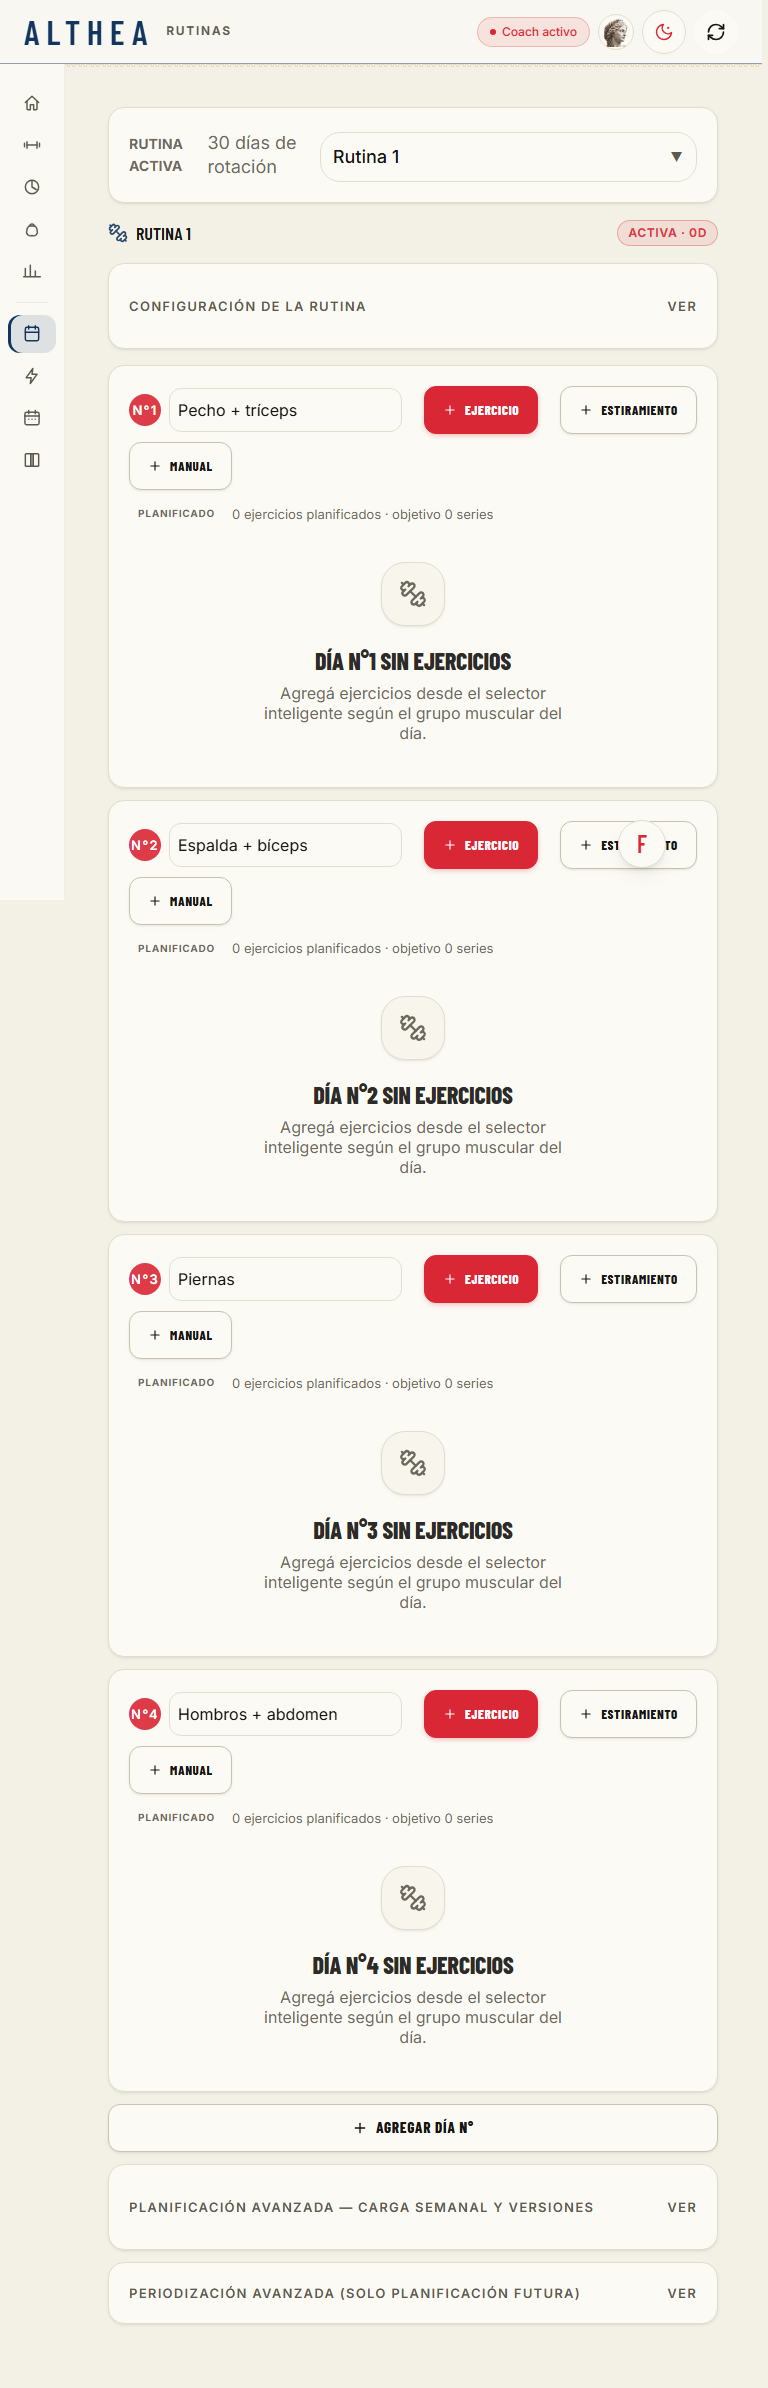 ALTHEA RUTINAS Coach activo
RUTINA ACTIVA
30 días de rotación
Rutina 1
RUTINA 1
ACTIVA · 0D
CONFIGURACIÓN DE LA RUTINA VER
N°1 Pecho + tríceps + EJERCICIO + ESTIRAMIENTO
+ MANUAL
PLANIFICADO 0 ejercicios planificados · objetivo 0 series
DÍA N°1 SIN EJERCICIOS
Agregá ejercicios desde el selector
inteligente según el grupo muscular del
día.
N°2 Espalda + bíceps + EJERCICIO + EST F TO
+ MANUAL
PLANIFICADO 0 ejercicios planificados · objetivo 0 series
DÍA N°2 SIN EJERCICIOS
Agregá ejercicios desde el selector
inteligente según el grupo muscular del
día.
N°3 Piernas + EJERCICIO + ESTIRAMIENTO
+ MANUAL
PLANIFICADO 0 ejercicios planificados · objetivo 0 series
DÍA N°3 SIN EJERCICIOS
Agregá ejercicios desde el selector
inteligente según el grupo muscular del
día.
N°4 Hombros + abdomen + EJERCICIO + ESTIRAMIENTO
+ MANUAL
PLANIFICADO 0 ejercicios planificados · objetivo 0 series
DÍA N°4 SIN EJERCICIOS
Agregá ejercicios desde el selector
inteligente según el grupo muscular del
día.
+ AGREGAR DÍA N°
PLANIFICACIÓN AVANZADA — CARGA SEMANAL Y VERSIONES VER
PERIODIZACIÓN AVANZADA (SOLO PLANIFICACIÓN FUTURA) VER